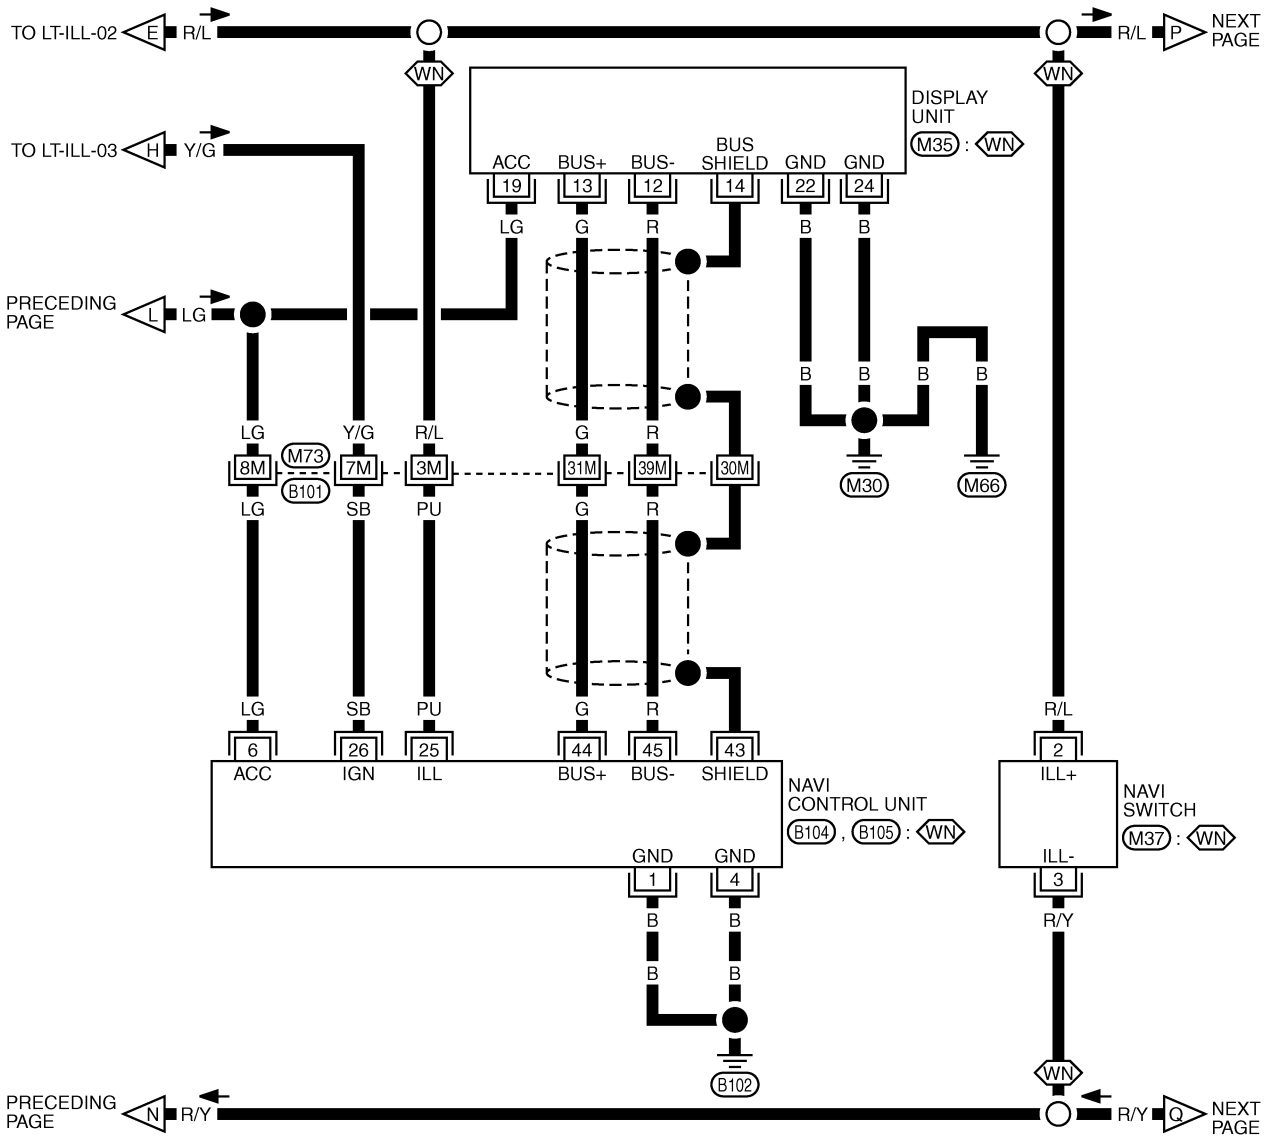 TO LT-ILL-02 E R/L R/L P NEXT
PAGE
WN WN
DISPLAY
UNIT
M35 : WN
TO LT-ILL-03 H Y/G
ACC BUS+ BUS- BUS
SHIELD GND GND
19 13 12 14 22 24
LG G R B B
PRECEDING
PAGE
L LG
B B B B
LG Y/G R/L G R
8M M73 7M 3M 31M 39M 30M
B101
M30 M66
LG SB PU G R
LG SB PU G R R/L
6 26 25 44 45 43 2
ACC IGN ILL BUS+ BUS- SHIELD ILL+
NAVI
CONTROL UNIT
B104 , B105 : WN
NAVI
SWITCH
M37 : WN
GND GND ILL-
1 4 3
B B R/Y
B B
B102
WN
PRECEDING
PAGE
N R/Y R/Y Q NEXT
PAGE